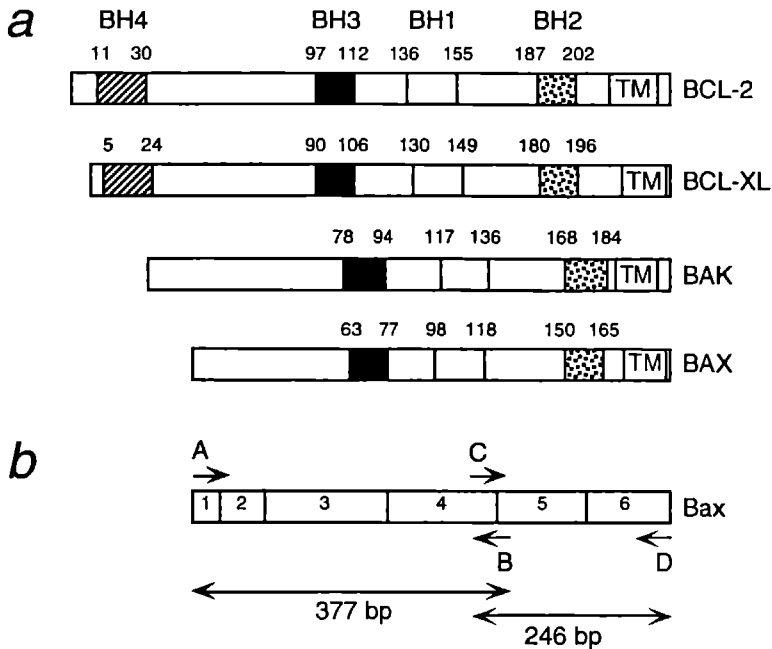 a
BH4 BH3 BH1 BH2
11 30 97 112 136 155 187 202
TM BCL-2
5 24 90 106 130 149 180 196
TM BCL-XL
78 94 117 136 168 184
TM BAK
63 77 98 118 150 165
TM BAX
b
A C
1 2 3 4 5 6 Bax
B D
377 bp
246 bp